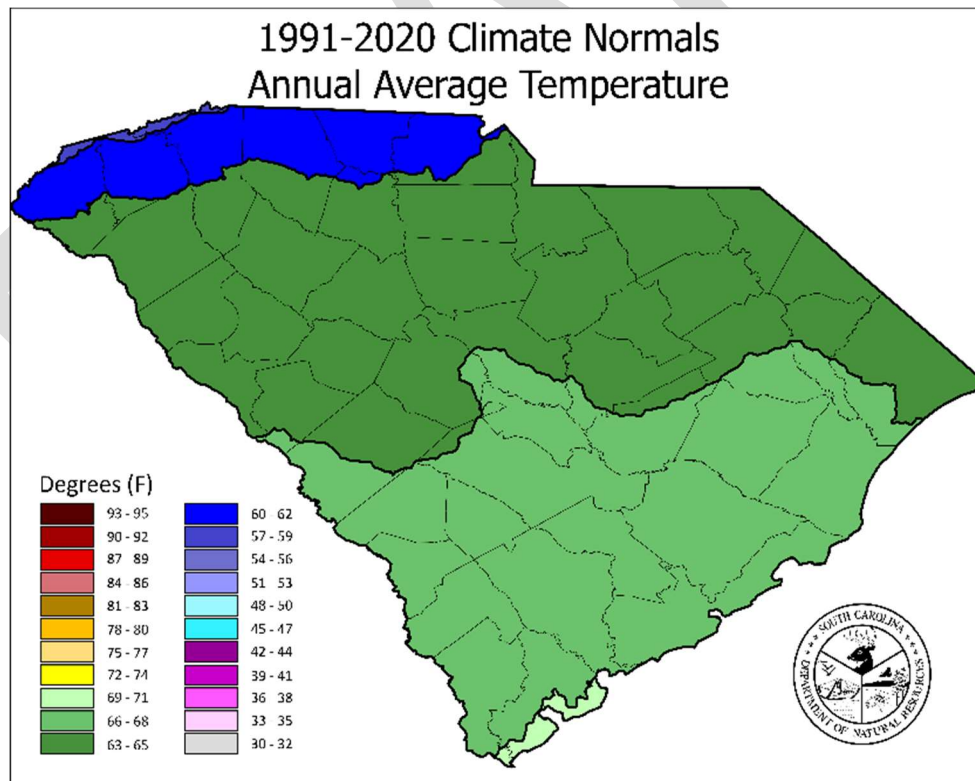 1991-2020 Climate Normals
Annual Average Temperature
Degrees (F)
93 - 95
90 - 92
87 - 89
84 - 86
81 - 83
78 - 80
75 - 77
72 - 74
69 - 71
66 - 68
63 - 65
60 - 62
57 - 59
54 - 56
51 - 53
48 - 50
45 - 47
42 - 44
39 - 41
36 - 38
33 - 35
30 - 32
SOUTH CAROLINA
DEPARTMENT OF NATURAL RESOURCES